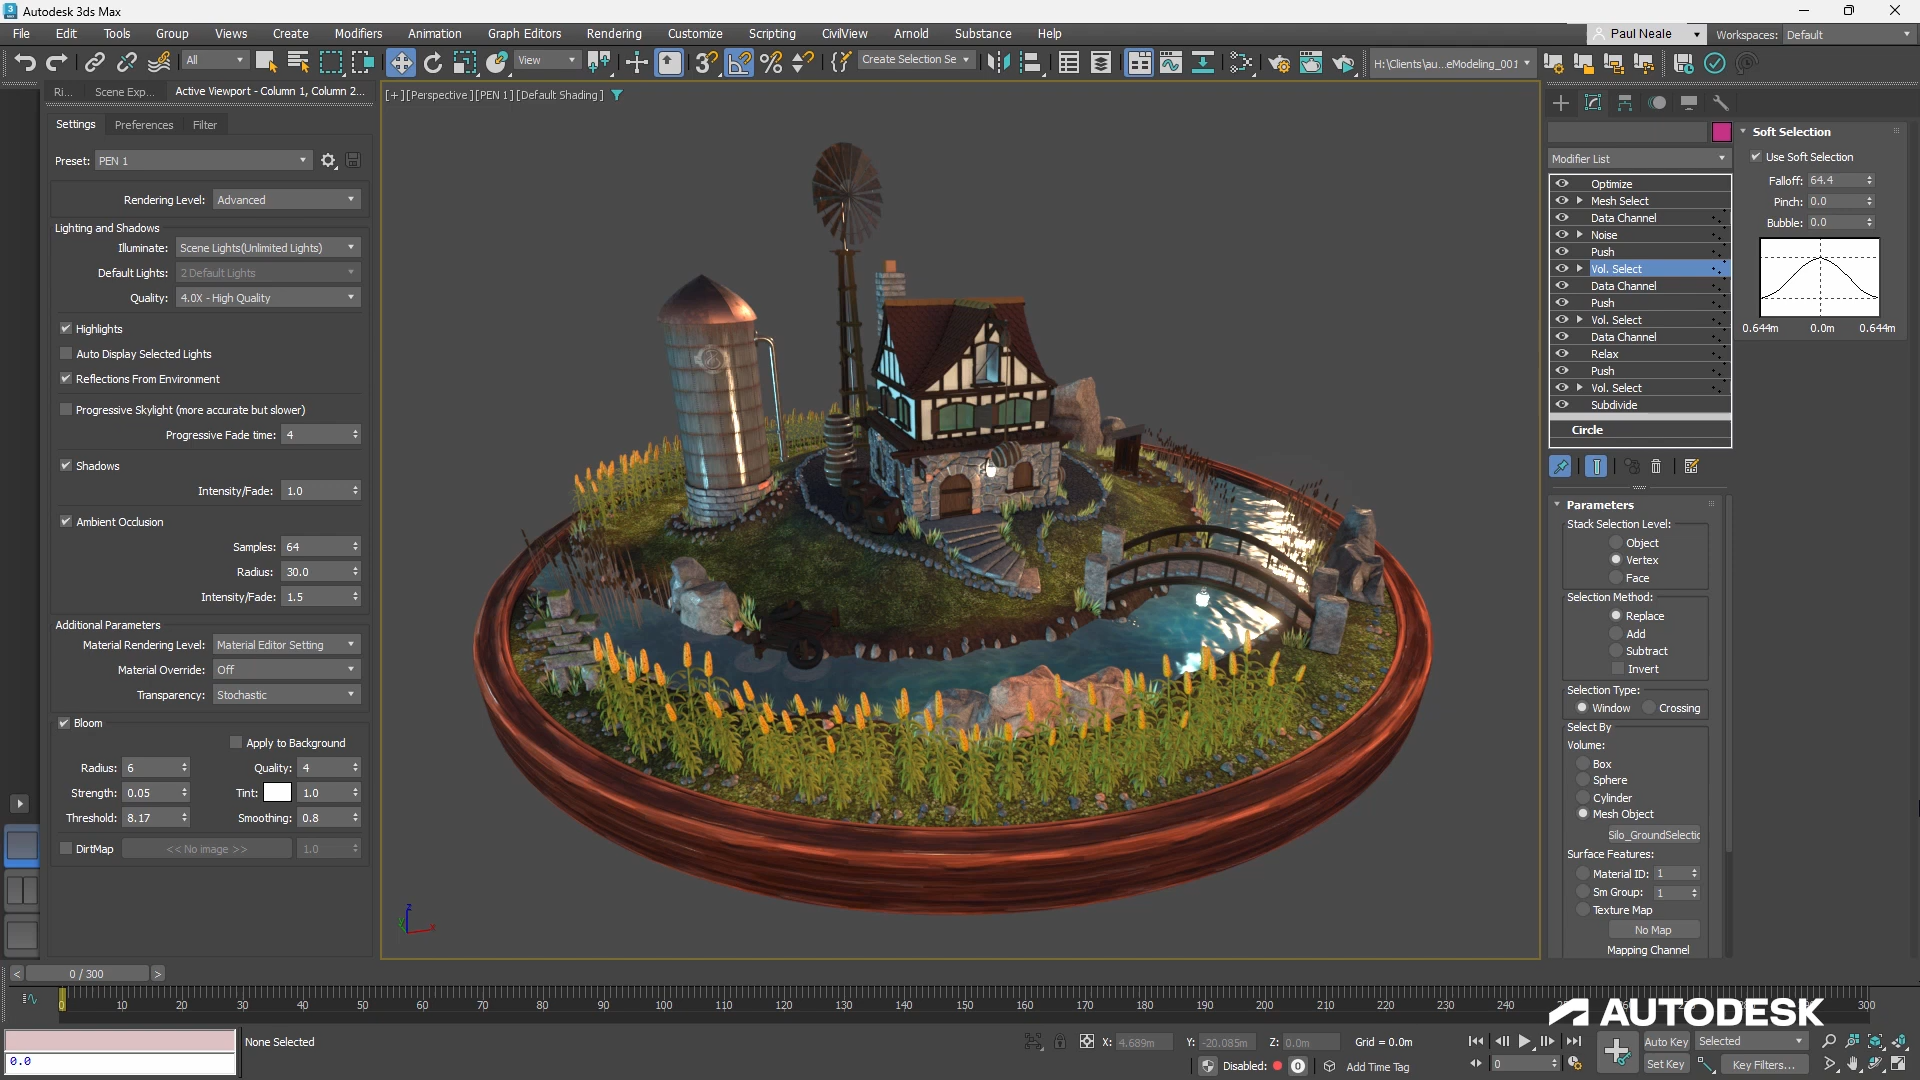 Autodesk 3ds Max
File Edit Tools Group Views Create Modifiers Animation Graph Editors Rendering Customize Scripting CivilView Arnold Substance Help
Paul Neale Workspaces: Default
All View Create Selection Se H:\Clients\au...eModeling_001
Ri... Scene Exp... Active Viewport - Column 1, Column 2...
[+][Perspective][PEN 1][Default Shading]
Settings Preferences Filter
Preset: PEN 1
Rendering Level: Advanced
Lighting and Shadows
Illuminate: Scene Lights(Unlimited Lights)
Default Lights: 2 Default Lights
Quality: 4.0X - High Quality
Highlights
Auto Display Selected Lights
Reflections From Environment
Progressive Skylight (more accurate but slower)
Progressive Fade time: 4
Shadows
Intensity/Fade: 1.0
Ambient Occlusion
Samples: 64
Radius: 30.0
Intensity/Fade: 1.5
Additional Parameters
Material Rendering Level: Material Editor Setting
Material Override: Off
Transparency: Stochastic
Bloom
Apply to Background
Radius: 6 Quality: 4
Strength: 0.05 Tint: 1.0
Threshold: 8.17 Smoothing: 0.8
DirtMap << No image >> 1.0
Modifier List
Optimize
Mesh Select
Data Channel
Noise
Push
Vol. Select
Data Channel
Push
Vol. Select
Data Channel
Relax
Push
Vol. Select
Subdivide
Circle
Soft Selection
Use Soft Selection
Falloff: 64.4
Pinch: 0.0
Bubble: 0.0
0.644m 0.0m 0.644m
Parameters
Stack Selection Level:
Object
Vertex
Face
Selection Method:
Replace
Add
Subtract
Invert
Selection Type:
Window Crossing
Select By
Volume:
Box
Sphere
Cylinder
Mesh Object
Silo_GroundSelectic
Surface Features:
Material ID: 1
Sm Group: 1
Texture Map
No Map
Mapping Channel
z
x
y
< 0 / 300 >
0 10 20 30 40 50 60 70 80 90 100 110 120 130 140 150 160 170 180 190 200 210 220 230 240 300
AUTODESK
0.0
None Selected
X: 4.689m Y: -20.085m Z: 0.0m Grid = 0.0m
Disabled: 0 Add Time Tag
0
Auto Key Selected
Set Key Key Filters...